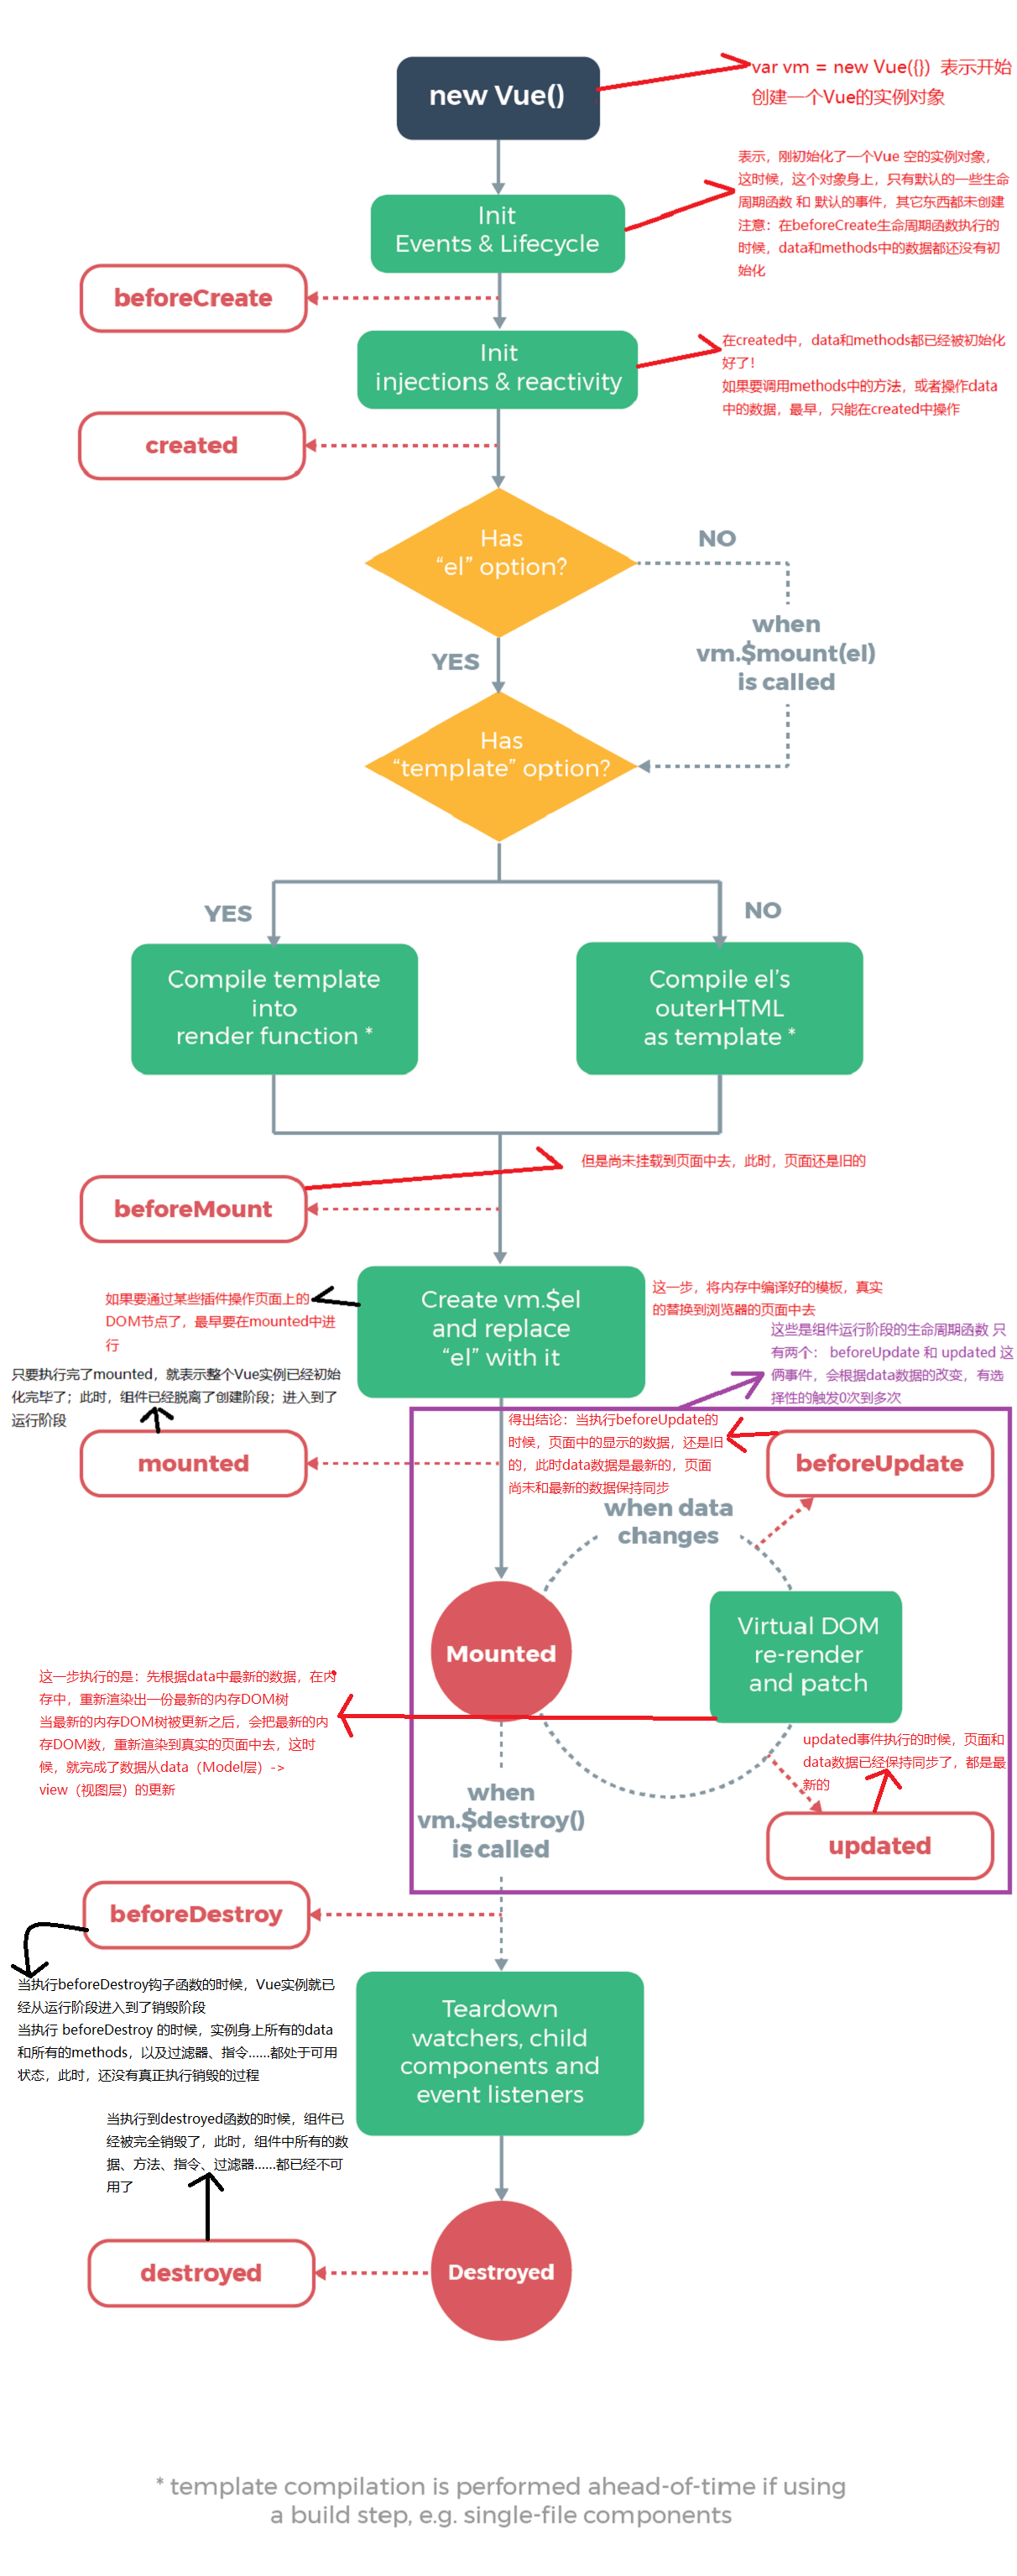 new Vue()
var vm = new Vue({}) 表示开始
创建一个Vue的实例对象
表示，刚初始化了一个Vue 空的实例对象，
这时候，这个对象身上，只有默认的一些生命
周期函数 和 默认的事件，其它东西都未创建
注意：在beforeCreate生命周期函数执行的
时候，data和methods中的数据都还没有初
始化
Init
Events & Lifecycle
beforeCreate
Init
injections & reactivity
在created中，data和methods都已经被初始化
好了！
如果要调用methods中的方法，或者操作data
中的数据，最早，只能在created中操作
created
Has
“el” option?
NO
when
vm.$mount(el)
is called
YES
Has
“template” option?
YES
NO
Compile template
into
render function *
Compile el’s
outerHTML
as template *
但是尚未挂载到页面中去，此时，页面还是旧的
beforeMount
Create vm.$el
and replace
“el” with it
这一步，将内存中编译好的模板，真实
的替换到浏览器的页面中去
如果要通过某些插件操作页面上的
DOM节点了，最早要在mounted中进
行
这些是组件运行阶段的生命周期函数 只
有两个： beforeUpdate 和 updated 这
俩事件，会根据data数据的改变，有选
择性的触发0次到多次
只要执行完了mounted，就表示整个Vue实例已经初始
化完毕了；此时，组件已经脱离了创建阶段；进入到了
运行阶段
mounted
得出结论：当执行beforeUpdate的
时候，页面中的显示的数据，还是旧
的，此时data数据是最新的，页面
尚未和最新的数据保持同步
beforeUpdate
when data
changes
Mounted
Virtual DOM
re-render
and patch
这一步执行的是：先根据data中最新的数据，在内
存中，重新渲染出一份最新的内存DOM树
当最新的内存DOM树被更新之后，会把最新的内
存DOM数，重新渲染到真实的页面中去，这时
候，就完成了数据从data（Model层）->
view（视图层）的更新
updated事件执行的时候，页面和
data数据已经保持同步了，都是最
新的
when
vm.$destroy()
is called
updated
beforeDestroy
当执行beforeDestroy钩子函数的时候，Vue实例就已
经从运行阶段进入到了销毁阶段
当执行 beforeDestroy 的时候，实例身上所有的data
和所有的methods，以及过滤器、指令......都处于可用
状态，此时，还没有真正执行销毁的过程
Teardown
watchers, child
components and
event listeners
当执行到destroyed函数的时候，组件已
经被完全销毁了，此时，组件中所有的数
据、方法、指令、过滤器......都已经不可
用了
destroyed
Destroyed
* template compilation is performed ahead-of-time if using
a build step, e.g. single-file components